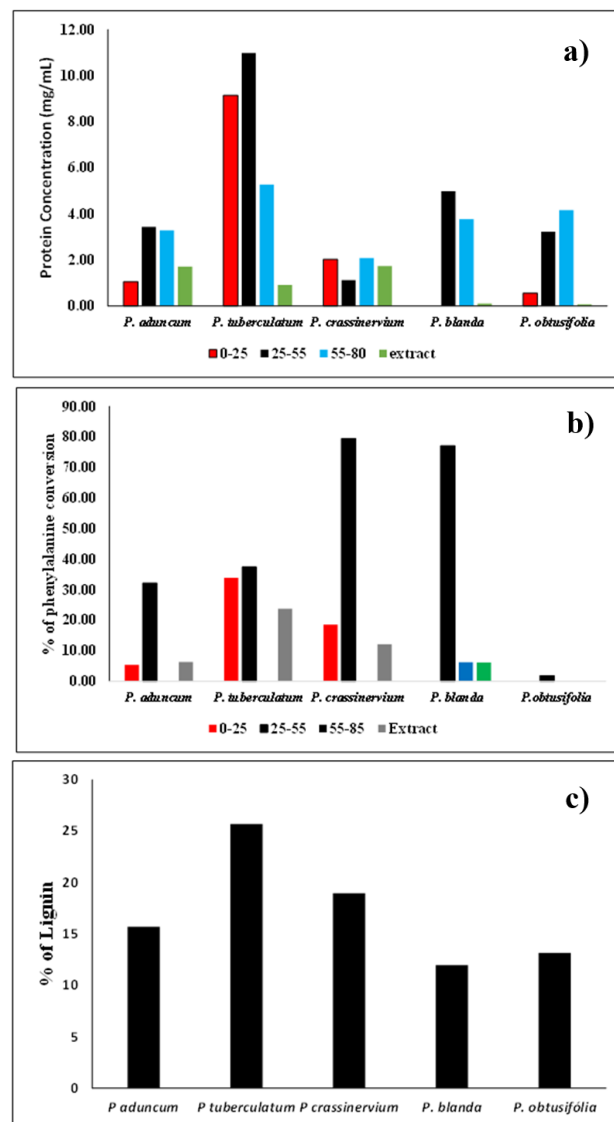 a)
Protein Concentration (mg/mL)
12.00
10.00
8.00
6.00
4.00
2.00
0.00
P. aduncum P. tuberculatum P. crassinervium P. blanda P. obtusifolia
0-25 25-55 55-80 extract
b)
% of phenylalanine conversion
90.00
80.00
70.00
60.00
50.00
40.00
30.00
20.00
10.00
0.00
P. aduncum P. tuberculatum P. crassinervium P. blanda P.obtusifolia
0-25 25-55 55-85 Extract
c)
% of Lignin
30
25
20
15
10
5
0
P aduncum P tuberculatum P crassinervium P. blanda P. obtusifólia